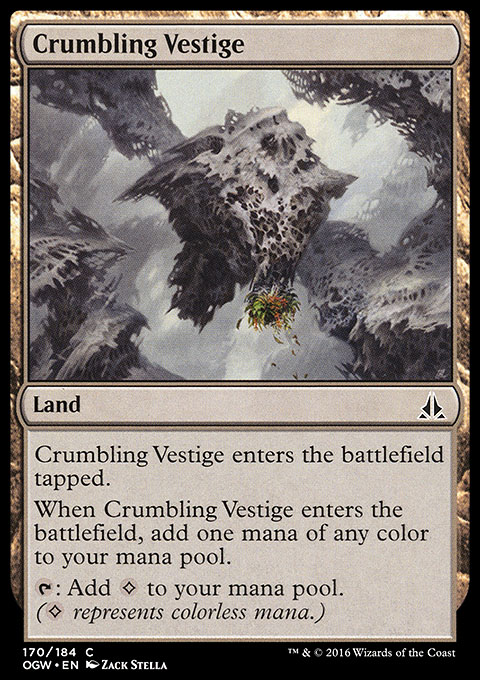 Crumbling Vestige
Land
Crumbling Vestige enters the battlefield
tapped.
When Crumbling Vestige enters the
battlefield, add one mana of any color
to your mana pool.
: Add ◇ to your mana pool.
(◇ represents colorless mana.)
170/184 C
OGW • EN Zack Stella
™ & © 2016 Wizards of the Coast